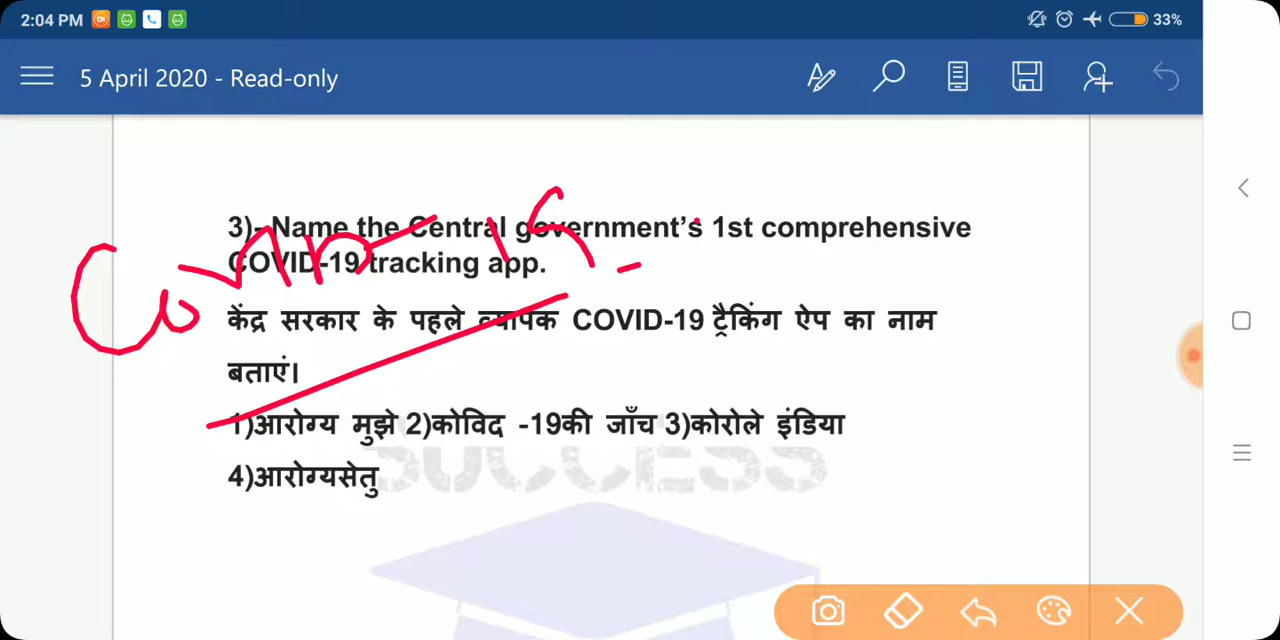 2:04 PM 33%
5 April 2020 - Read-only
3)- Name the Central government's 1st comprehensive
COVID-19 tracking app.
केंद्र सरकार के पहले व्यापक COVID-19 ट्रैकिंग ऐप का नाम
बताएं।
1)आरोग्य मुझे 2)कोविद -19की जाँच 3)कोरोले इंडिया
4)आरोग्यसेतु
SUCCESS